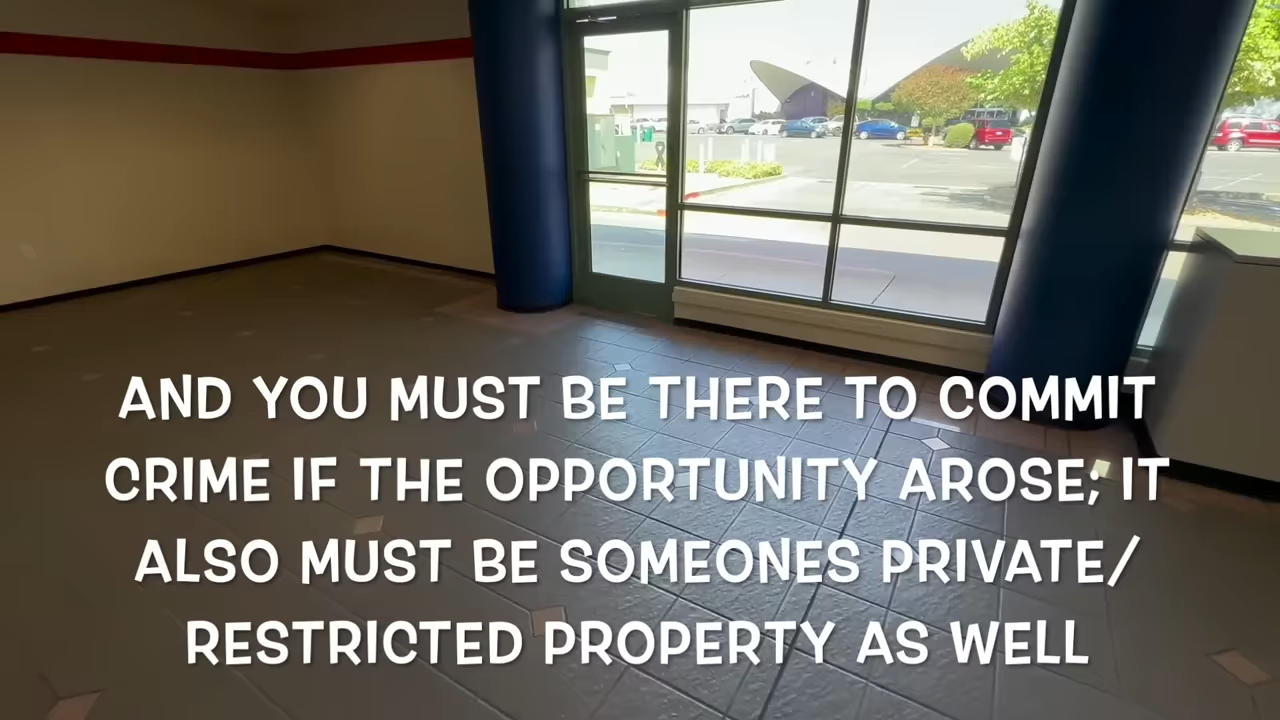 AND YOU MUST BE THERE TO COMMIT
CRIME IF THE OPPORTUNITY AROSE; IT
ALSO MUST BE SOMEONES PRIVATE/
RESTRICTED PROPERTY AS WELL